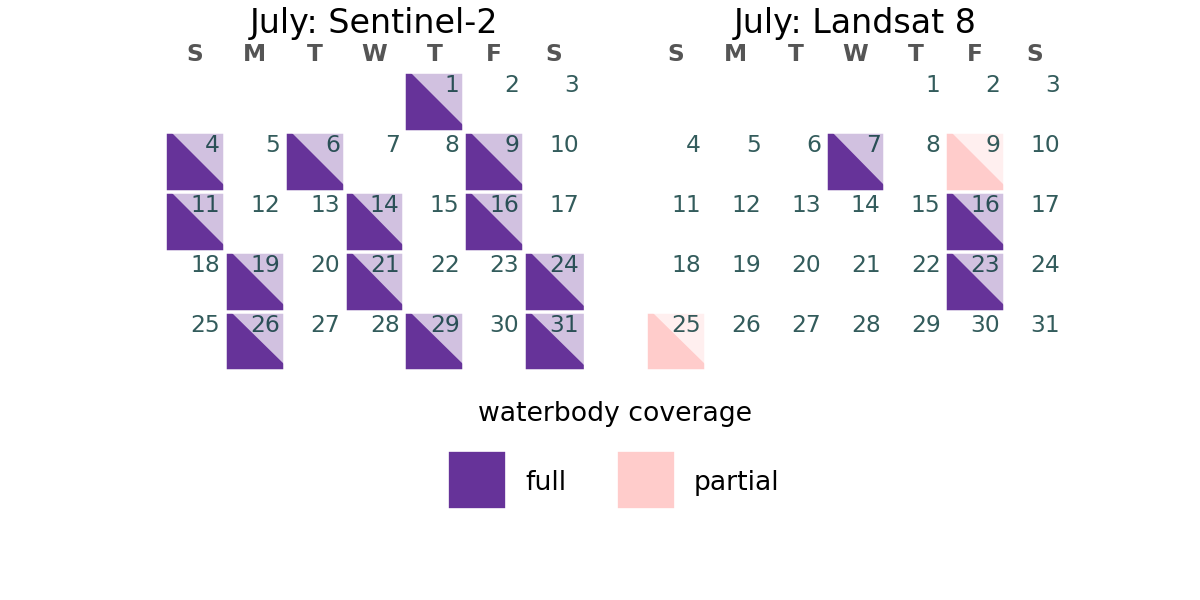 July: Sentinel-2
S M T W T F S
1 2 3
4 5 6 7 8 9 10
11 12 13 14 15 16 17
18 19 20 21 22 23 24
25 26 27 28 29 30 31
July: Landsat 8
S M T W T F S
1 2 3
4 5 6 7 8 9 10
11 12 13 14 15 16 17
18 19 20 21 22 23 24
25 26 27 28 29 30 31
waterbody coverage
full partial